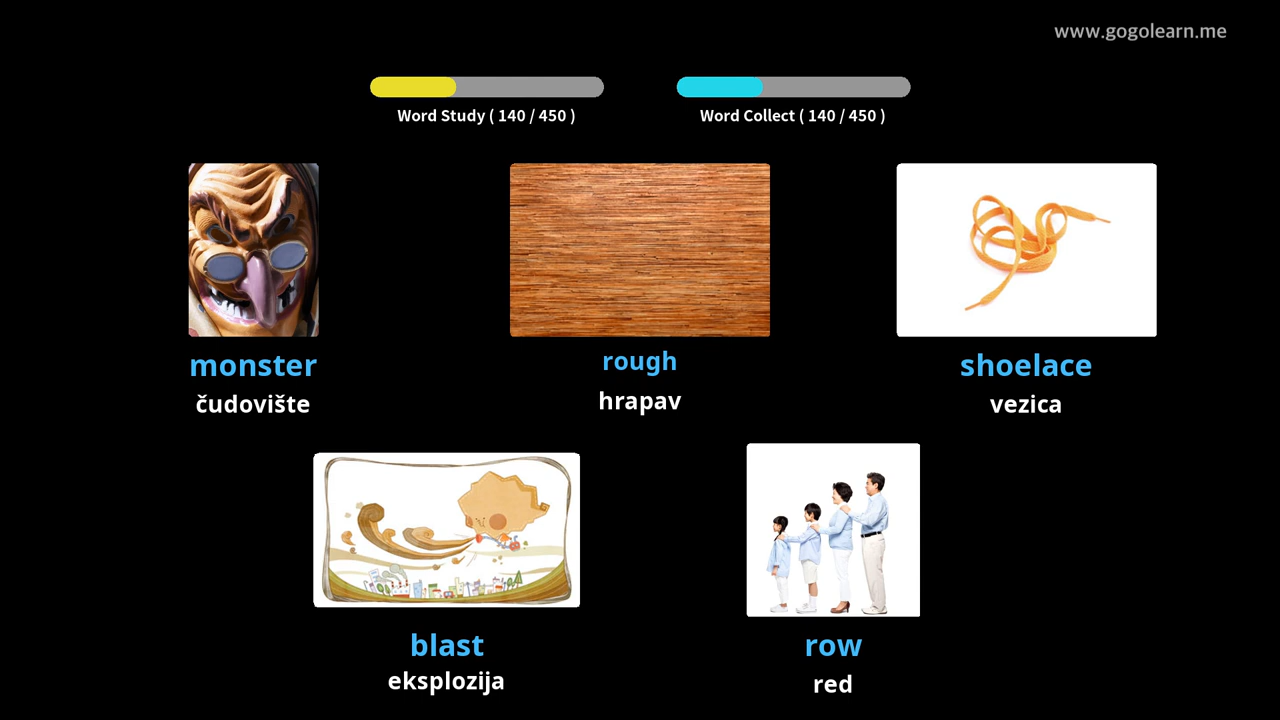 www.gogolearn.me
Word Study ( 140 / 450 )
Word Collect ( 140 / 450 )
monster
čudovište
rough
hrapav
shoelace
vezica
blast
eksplozija
row
red